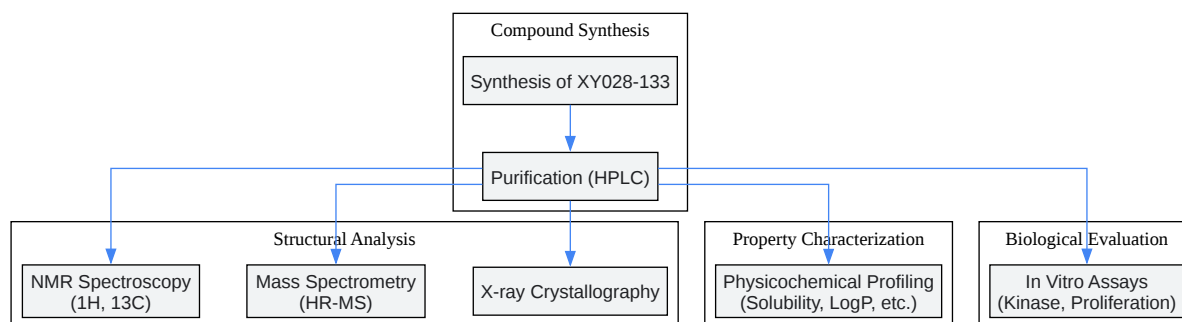 Compound Synthesis
Synthesis of XY028-133
Purification (HPLC)
Structural Analysis
NMR Spectroscopy
(1H, 13C)
Mass Spectrometry
(HR-MS)
X-ray Crystallography
Property Characterization
Physicochemical Profiling
(Solubility, LogP, etc.)
Biological Evaluation
In Vitro Assays
(Kinase, Proliferation)